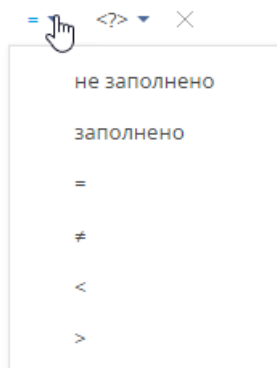 = <?>
не заполнено
заполнено
=
≠
<
>